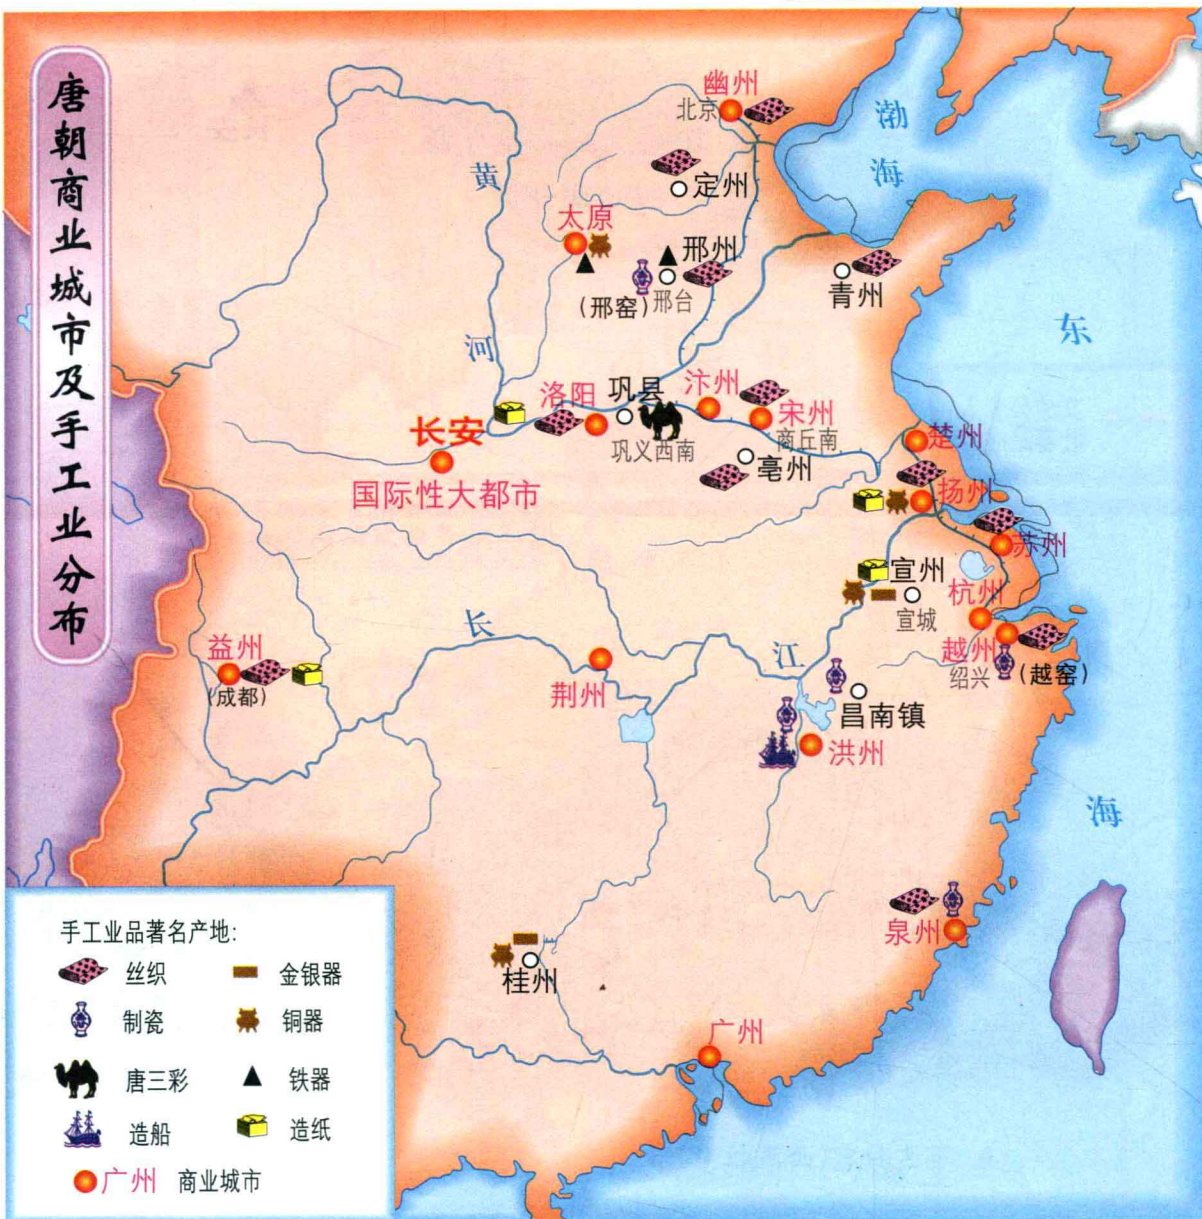 唐朝商业城市及手工业分布
幽州
北京
渤
海
定州
黄
太原
邢州
(邢窑)
邢台
青州
东
河
洛阳
巩县
巩义西南
汴州
宋州
商丘南
长安
国际性大都市
亳州
楚州
扬州
苏州
宣州
宣城
杭州
长
江
益州
(成都)
荆州
越州
绍兴
(越窑)
昌南镇
洪州
海
泉州
桂州
广州
手工业品著名产地:
丝织
金银器
制瓷
铜器
唐三彩
铁器
造船
造纸
广州 商业城市